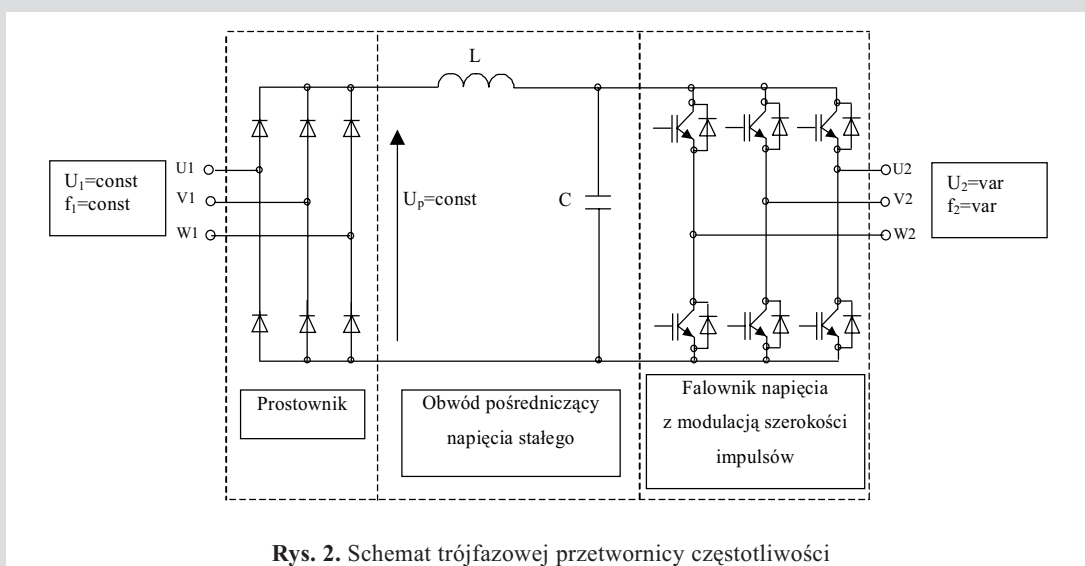 L
U1
V1
W1
U₁=const
f₁=const
Uₚ=const
C
U2
V2
W2
U₂=var
f₂=var
Prostownik
Obwód pośredniczący
napięcia stałego
Falownik napięcia
z modulacją szerokości
impulsów
Rys. 2. Schemat trójfazowej przetwornicy częstotliwości